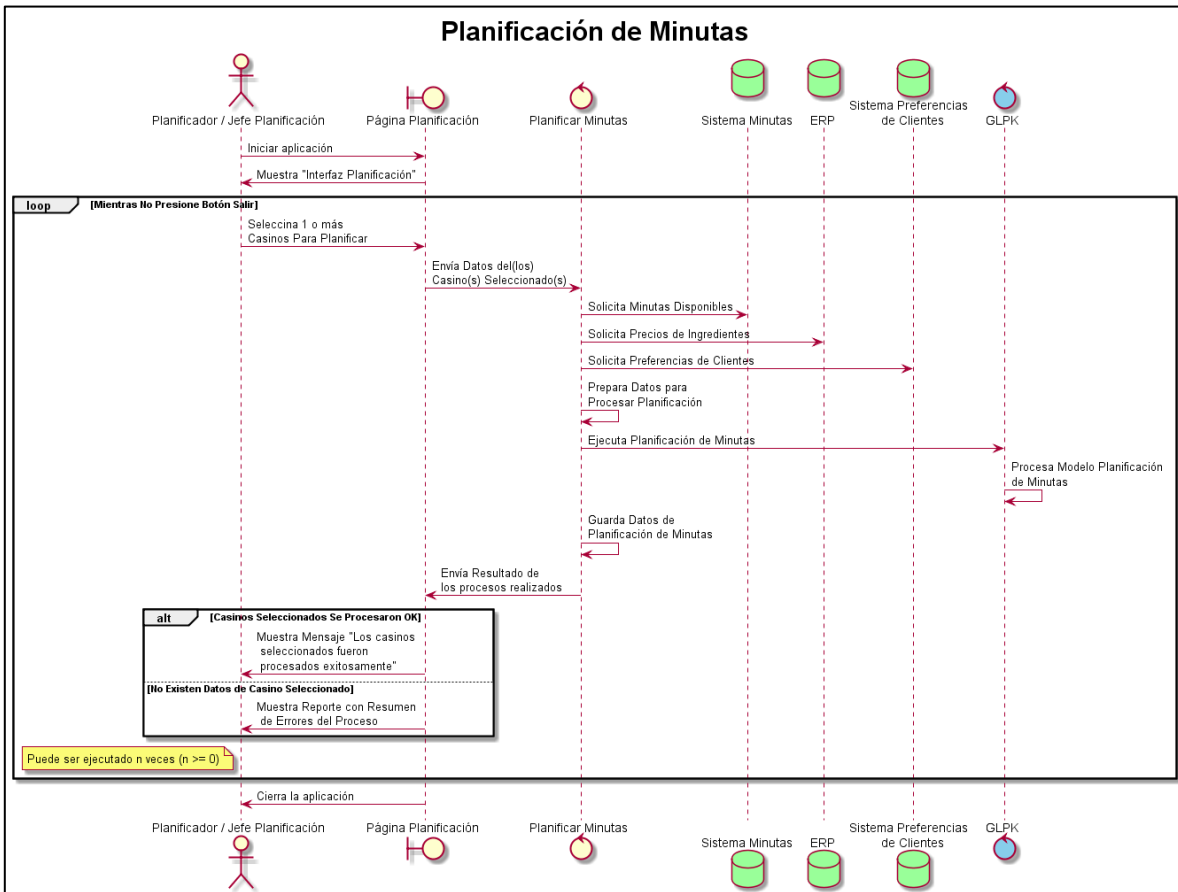 Planificación de Minutas
Planificador / Jefe Planificación
Página Planificación
Planificar Minutas
Sistema Minutas
ERP
Sistema Preferencias
de Clientes
GLPK
Iniciar aplicación
Muestra "Interfaz Planificación"
loop
[Mientras No Presione Botón Salir]
Seleccina 1 o más
Casinos Para Planificar
Envía Datos del(los)
Casino(s) Seleccionado(s)
Solicita Minutas Disponibles
Solicita Precios de Ingredientes
Solicita Preferencias de Clientes
Prepara Datos para
Procesar Planificación
Ejecuta Planificación de Minutas
Procesa Modelo Planificación
de Minutas
Guarda Datos de
Planificación de Minutas
Envía Resultado de
los procesos realizados
alt
[Casinos Seleccionados Se Procesaron OK]
Muestra Mensaje "Los casinos
seleccionados fueron
procesados exitosamente"
[No Existen Datos de Casino Seleccionado]
Muestra Reporte con Resumen
de Errores del Proceso
Puede ser ejecutado n veces (n >= 0)
Cierra la aplicación
Planificador / Jefe Planificación
Página Planificación
Planificar Minutas
Sistema Minutas
ERP
Sistema Preferencias
de Clientes
GLPK